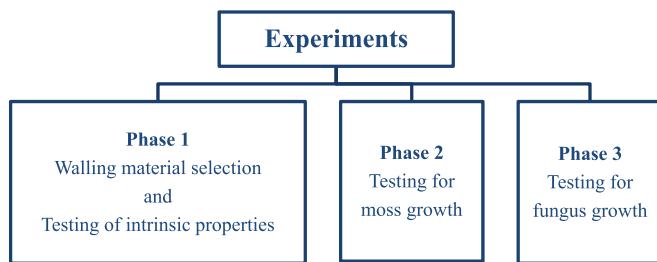 Experiments
Phase 1
Walling material selection
and
Testing of intrinsic properties
Phase 2
Testing for
moss growth
Phase 3
Testing for
fungus growth